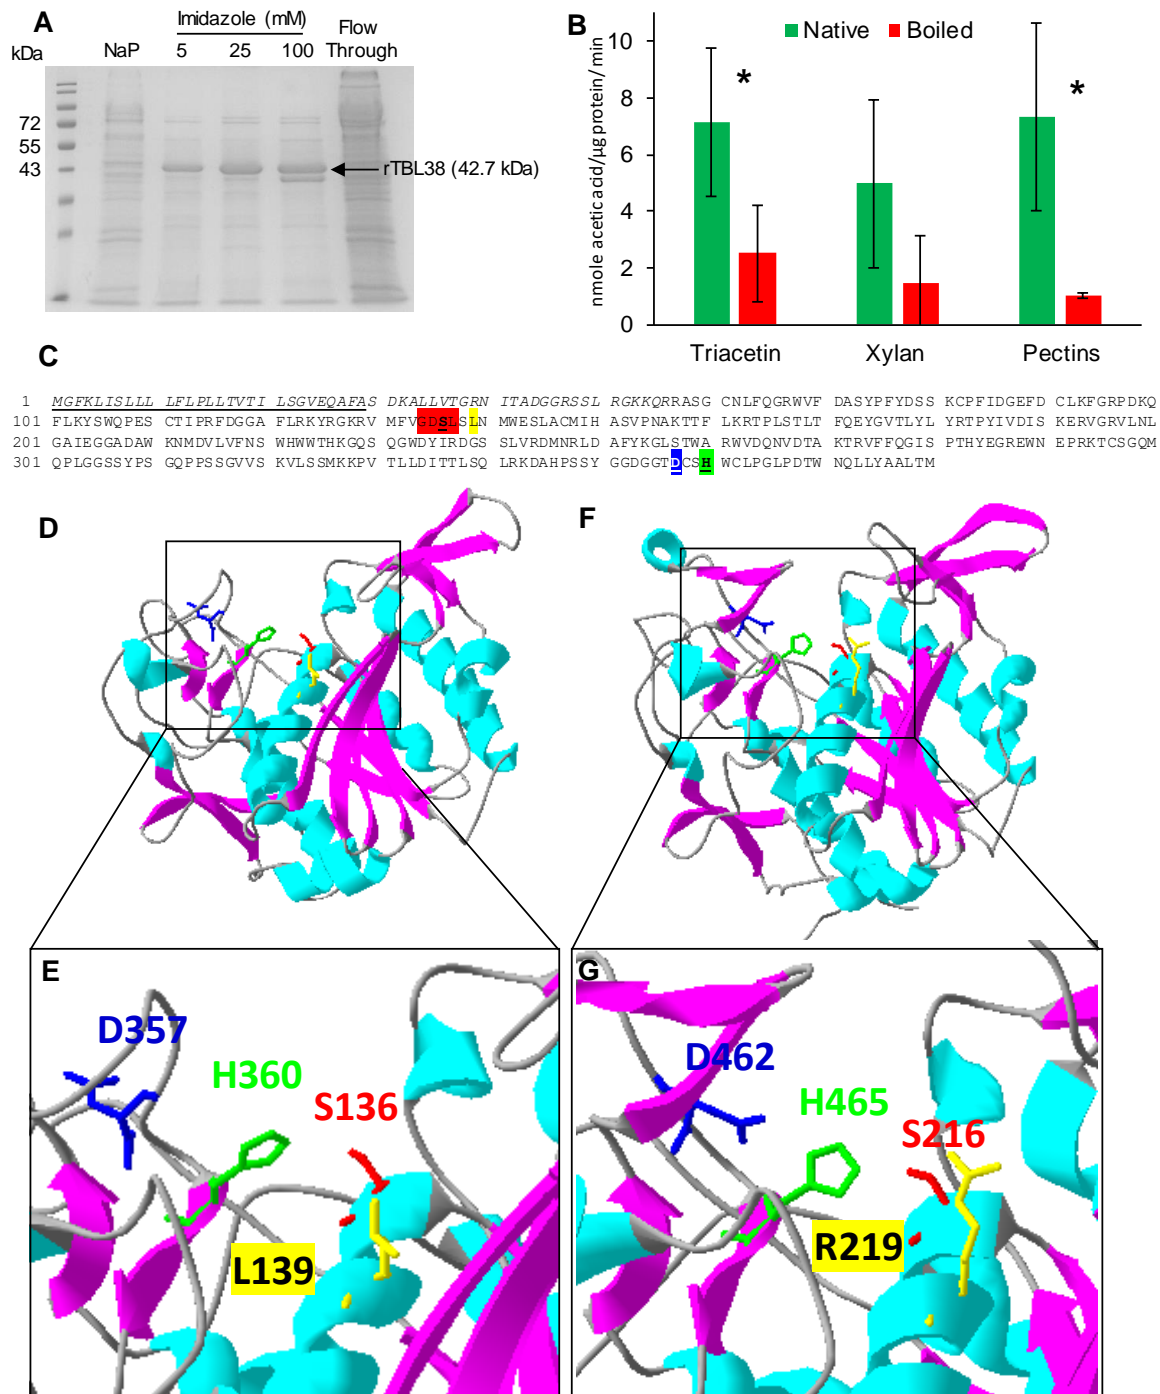 A
Imidazole (mM)
Flow
Through
kDa
NaP
5
25
100
72
55
43
rTBL38 (42.7 kDa)
B
Native
Boiled
nmole acetic acid/µg protein/ min
10
8
6
4
2
0
*
*
Triacetin
Xylan
Pectins
C
1 MGFKLISLLL LFLPLLTVTI LSGVEQAFAS DKALLVTGRN ITADGGRSSL RGKKQRRASG CNLFQGRWVF DASYPFYDSS KCPFIDGEFD CLKFGRPDKQ
101 FLKYSWQPES CTIPRFDGGA FLRKYRGKRV MFVGDSLSLN MWESLACMIH ASVPNAKTTF LKRTPLSTLT FQEYGVTLYL YRTPYIVDIS KERVGRVLNL
201 GAIEGGADAW KNMDVLVFNS WHWWTHKGQS QGWDYIRDGS SLVRDMNRLD AFYKGLSTWA RWVDQNVDTA KTRVFFQGIS PTHYEGREWN EPRKTCSGQM
301 QPLGGSSYPS GQPPSSGVVS KVLSSMKKPV TLLDITTLSQ LRKDAHPSSY GGDGGTDCSH WCLPGLPDTW NQLLYAALTM
D
F
E
D357
H360
S136
L139
G
D462
H465
S216
R219